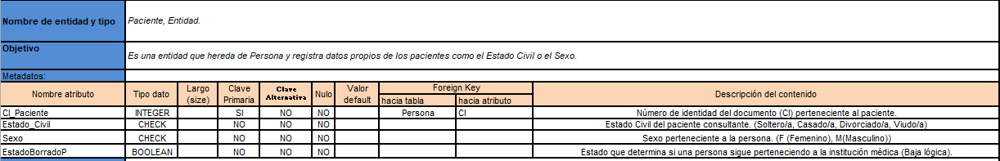 Nombre de entidad y tipo Paciente, Entidad.
Objetivo Es una entidad que hereda de Persona y registra datos propios de los pacientes como el Estado Civil o el Sexo.
Metadatos:
Nombre atributo Tipo dato Largo (size) Clave Primaria Clave Alternativa Nulo Valor default Foreign Key Descripción del contenido
hacia tabla hacia atributo
CI_Paciente INTEGER SI NO NO Persona CI Número de identidad del documento (CI) perteneciente al paciente.
Estado_Civil CHECK NO NO NO Estado Civil del paciente consultante. (Soltero/a, Casado/a, Divorciado/a, Viudo/a)
Sexo CHECK NO NO NO Sexo perteneciente a la persona. (F (Femenino), M(Masculino))
EstadoBorradoP BOOLEAN NO NO NO Estado que determina si una persona sigue perteneciendo a la institución médica (Baja lógica).